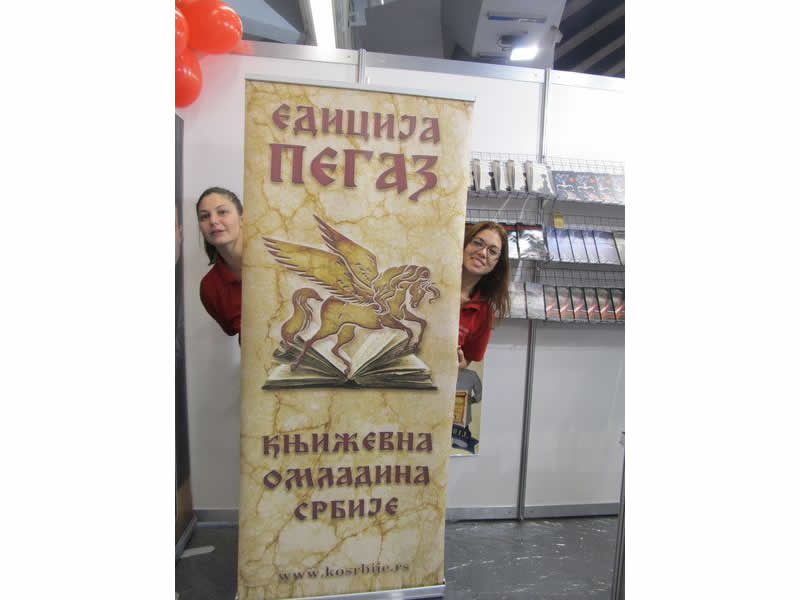 ЕДИЦИЈА
ПЕГАЗ
КЊИЖЕВНА
ОМЛАДИНА
СРБИЈЕ
www.kosrbije.rs